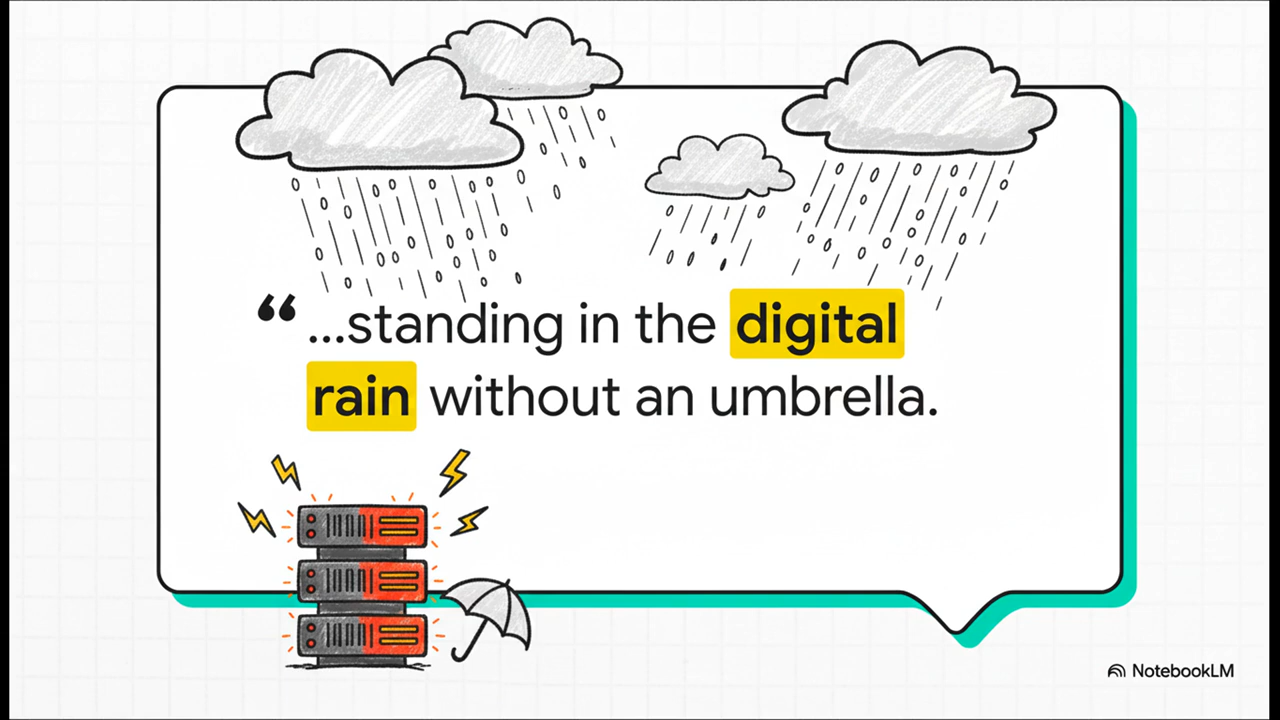 “...standing in the digital
rain without an umbrella.
NotebookLM